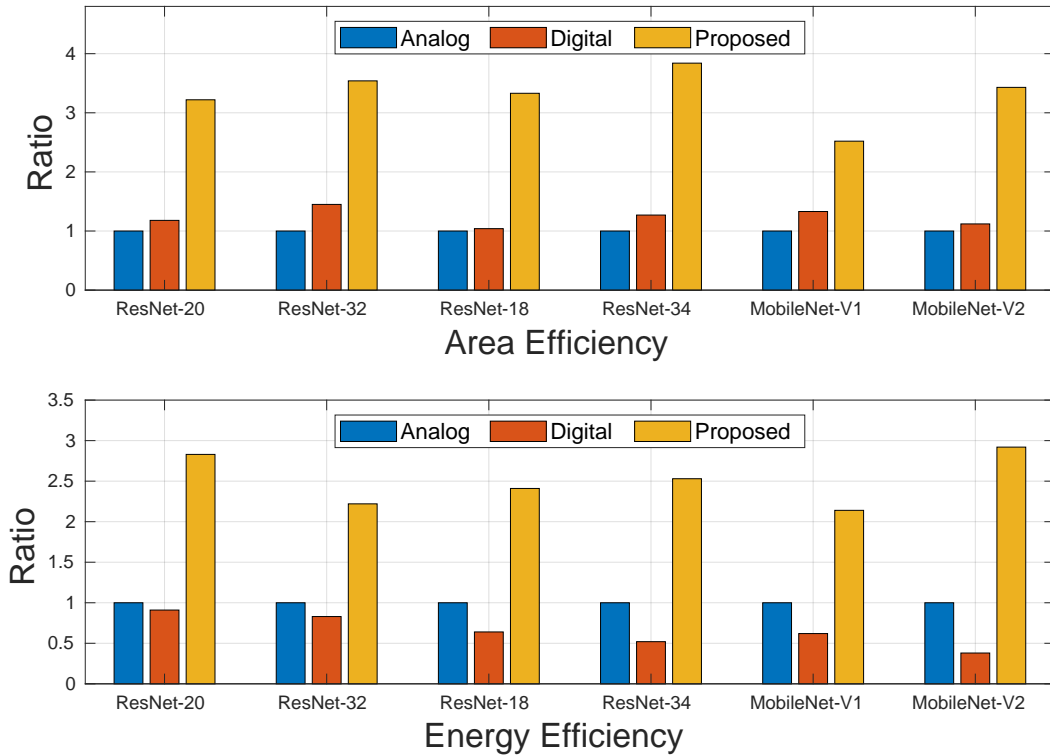 Analog Digital Proposed
4
3
2
1
0
Ratio
ResNet-20 ResNet-32 ResNet-18 ResNet-34 MobileNet-V1 MobileNet-V2
Area Efficiency
3.5
Analog Digital Proposed
3
2.5
2
1.5
1
0.5
0
Ratio
ResNet-20 ResNet-32 ResNet-18 ResNet-34 MobileNet-V1 MobileNet-V2
Energy Efficiency